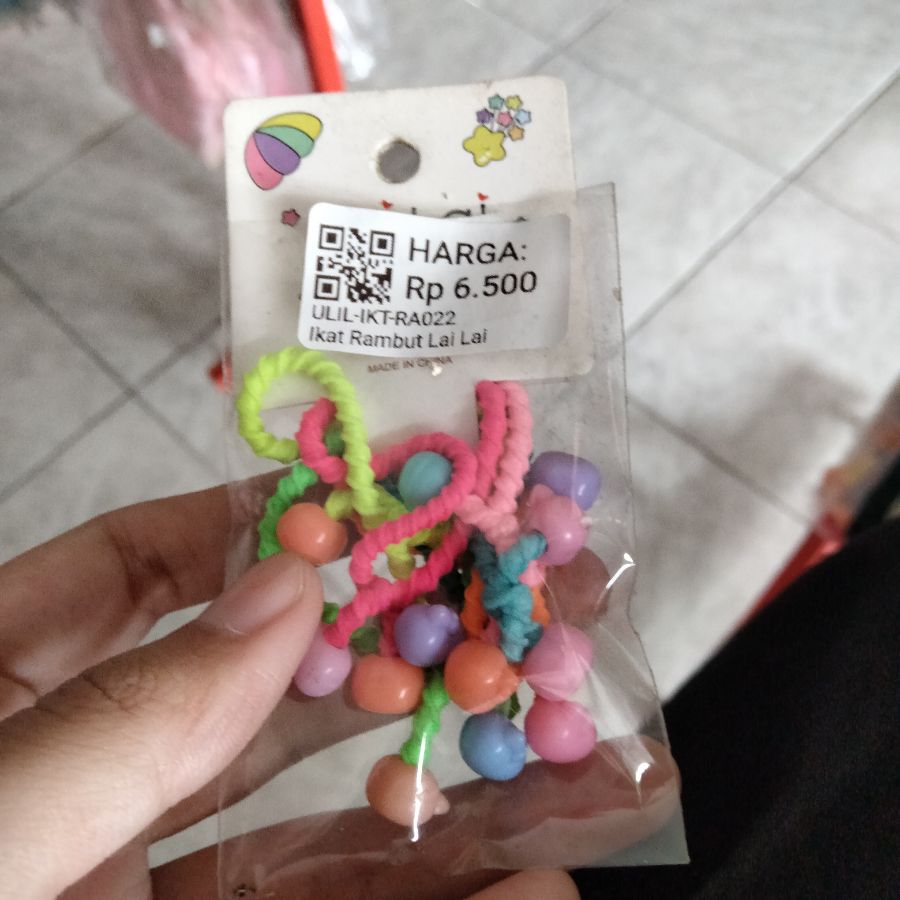 HARGA:
Rp 6.500
ULIL-IKT-RA022
Ikat Rambut Lai Lai
MADE IN CHINA